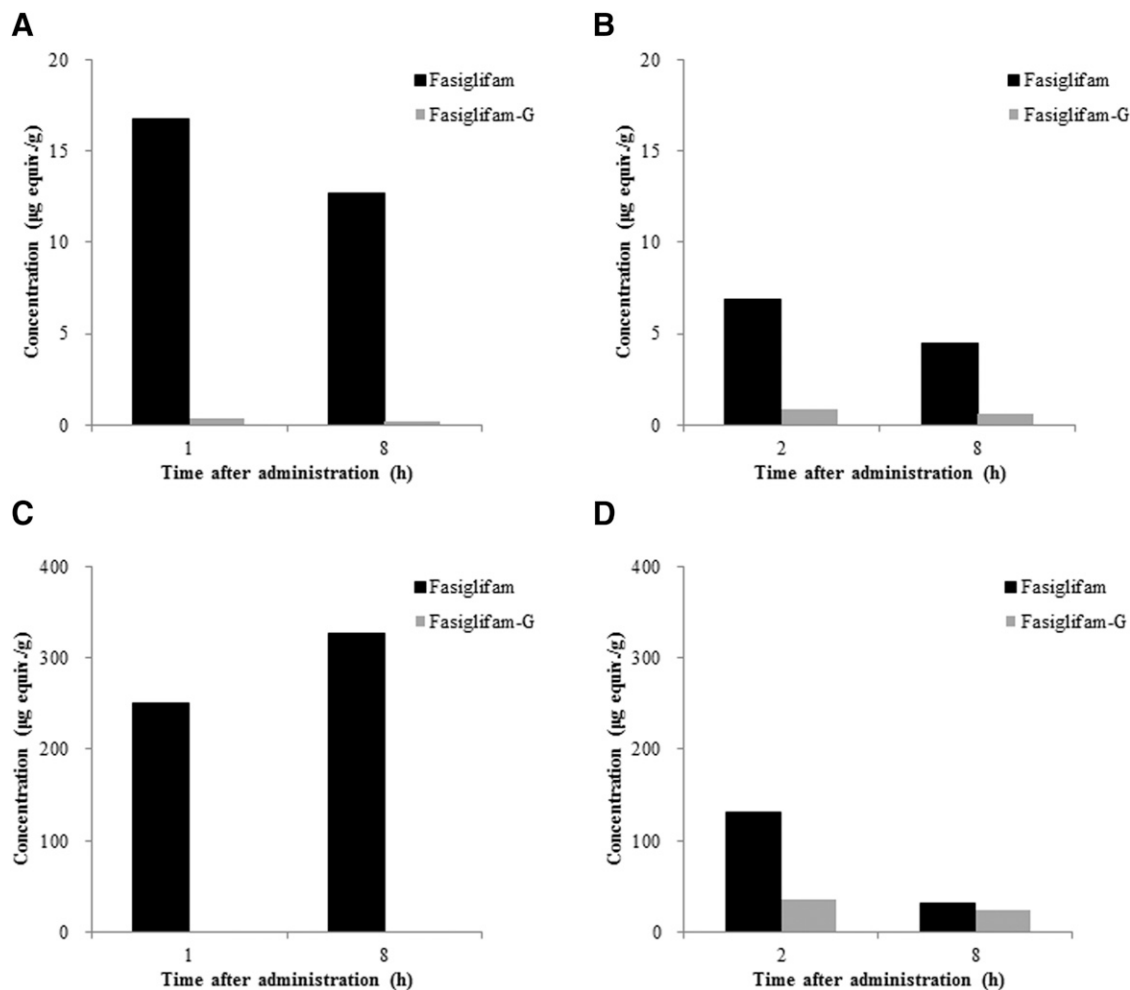 A
Concentration (µg equiv./g)
20
15
10
5
0
Fasiglifam
Fasiglifam-G
1
8
Time after administration (h)
B
Concentration (µg equiv./g)
20
15
10
5
0
Fasiglifam
Fasiglifam-G
2
8
Time after administration (h)
C
Concentration (µg equiv./g)
400
300
200
100
0
Fasiglifam
Fasiglifam-G
1
8
Time after administration (h)
D
Concentration (µg equiv./g)
400
300
200
100
0
Fasiglifam
Fasiglifam-G
2
8
Time after administration (h)